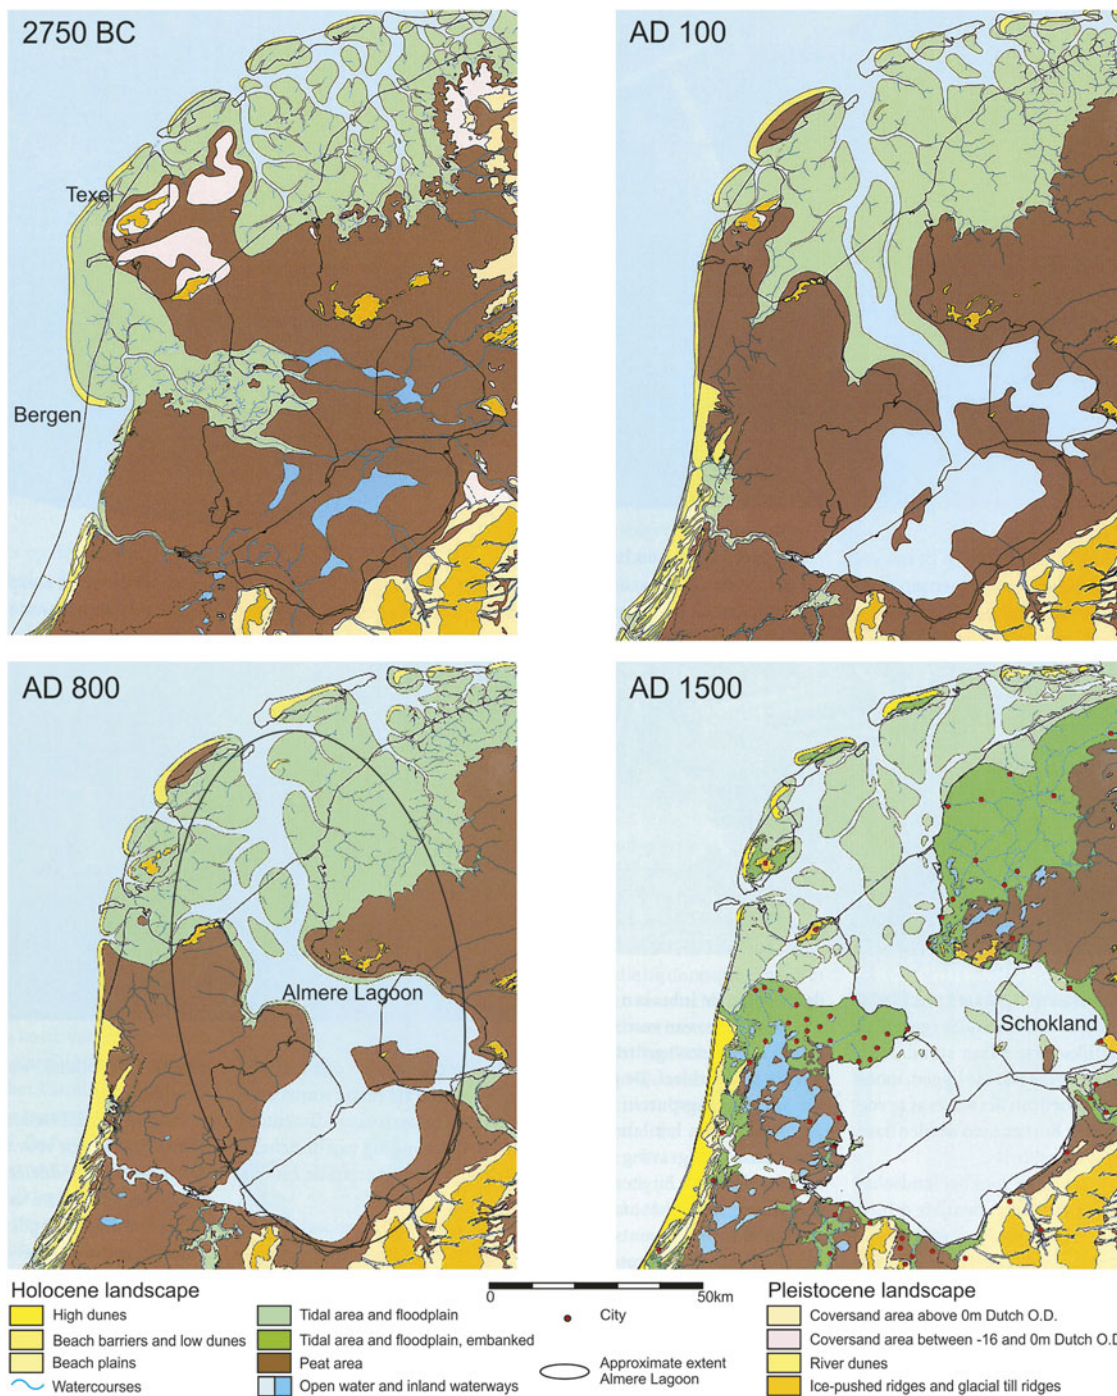 2750 BC
AD 100
Texel
Bergen
AD 800
AD 1500
Almere Lagoon
Schokland
Holocene landscape
High dunes
Beach barriers and low dunes
Beach plains
Watercourses
Tidal area and floodplain
Tidal area and floodplain, embanked
Peat area
Open water and inland waterways
0 50km
City
Approximate extent
Almere Lagoon
Pleistocene landscape
Coversand area above 0m Dutch O.D.
Coversand area between -16 and 0m Dutch O.D
River dunes
Ice-pushed ridges and glacial till ridges